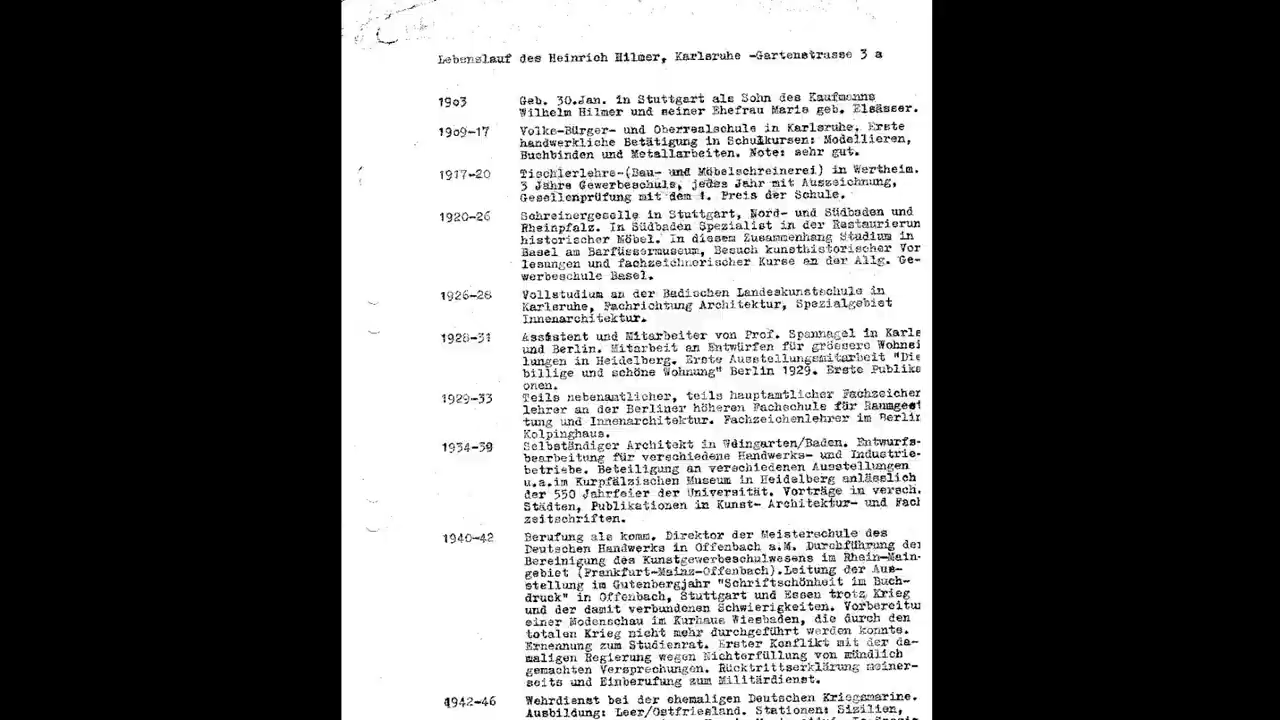 Lebenslauf des Heinrich Hilmer, Karlsruhe -Gartenstrasse 3 a
19o3 Geb. 30.Jan. in Stuttgart als Sohn des Kaufmanns
Wilhelm Hilmer und seiner Ehefrau Maria geb. Elsässer.
19o9-17 Volks-Bürger- und Oberrealschule in Karlsruhe. Erste
handwerkliche Betätigung in Schulkursen: Modellieren,
Buchbinden und Metallarbeiten. Note: sehr gut.
1917-20 Tischlerlehre-(Bau- und Möbelschreinerei) in Wertheim.
3 Jahre Gewerbeschule, jedes Jahr mit Auszeichnung,
Gesellenprüfung mit dem 1. Preis der Schule.
1920-26 Schreinergeselle in Stuttgart, Nord- und Südbaden und
Rheinpfalz. In Südbaden Spezialist in der Restaurierun
historischer Möbel. In diesem Zusammenhang Studium in
Basel am Barfüssermuseum, Besuch kunsthistorischer Vor
lesungen und fachzeichnerischer Kurse an der Allg. Ge-
werbeschule Basel.
1926-28 Vollstudium an der Badischen Landeskunstschule in
Karlsruhe, Fachrichtung Architektur, Spezialgebiet
Innenarchitektur.
1928-31 Assistent und Mitarbeiter von Prof. Spannagel in Karls
und Berlin. Mitarbeit an Entwürfen für grössere Wohnsi
lungen in Heidelberg. Erste Ausstellungsmitarbeit "Die
billige und schöne Wohnung" Berlin 1929. Erste Publika
onen.
1929-33 Teils nebenamtlicher, teils hauptamtlicher Fachzeichen
lehrer an der Berliner höheren Fachschule für Raumgest
tung und Innenarchitektur. Fachzeichenlehrer im Berlin
Kolpinghaus.
1934-39 Selbständiger Architekt in Weingarten/Baden. Entwurfs-
bearbeitung für verschiedene Handwerks- und Industrie-
betriebe. Beteiligung an verschiedenen Ausstellungen
u.a.im Kurpfälzischen Museum in Heidelberg anlässlich
der 550 Jahrfeier der Universität. Vorträge in versch.
Städten, Publikationen in Kunst- Architektur- und Fach
zeitschriften.
1940-42 Berufung als komm. Direktor der Meisterschule des
Deutschen Handwerks in Offenbach a.M. Durchführung der
Bereinigung des Kunstgewerbeschulwesens im Rhein-Main-
gebiet (Frankfurt-Mainz-Offenbach).Leitung der Aus-
stellung im Gutenbergjahr "Schriftschönheit im Buch-
druck" in Offenbach, Stuttgart und Essen trotz Krieg
und der damit verbundenen Schwierigkeiten. Vorbereitun
einer Modenschau im Kurhaus Wiesbaden, die durch den
totalen Krieg nicht mehr durchgeführt werden konnte.
Ernennung zum Studienrat. Erster Konflikt mit der da-
maligen Regierung wegen Nichterfüllung von mündlich
gemachten Versprechungen. Rücktrittserklärung meiner-
seits und Einberufung zum Militärdienst.
1942-46 Wehrdienst bei der ehemaligen Deutschen Kriegsmarine.
Ausbildung: Leer/Ostfriesland. Stationen: Sizilien,